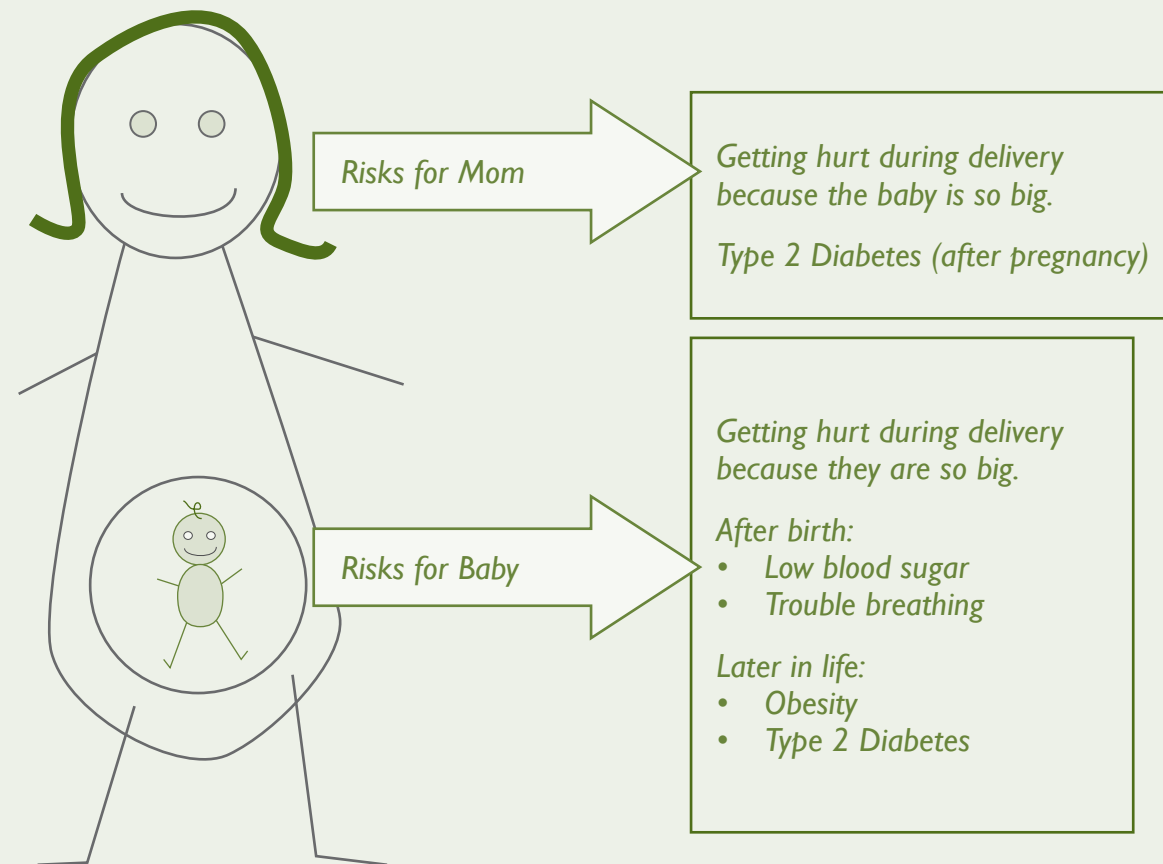 Risks for Mom
Getting hurt during delivery
because the baby is so big.
Type 2 Diabetes (after pregnancy)
Risks for Baby
Getting hurt during delivery
because they are so big.
After birth:
• Low blood sugar
• Trouble breathing
Later in life:
• Obesity
• Type 2 Diabetes